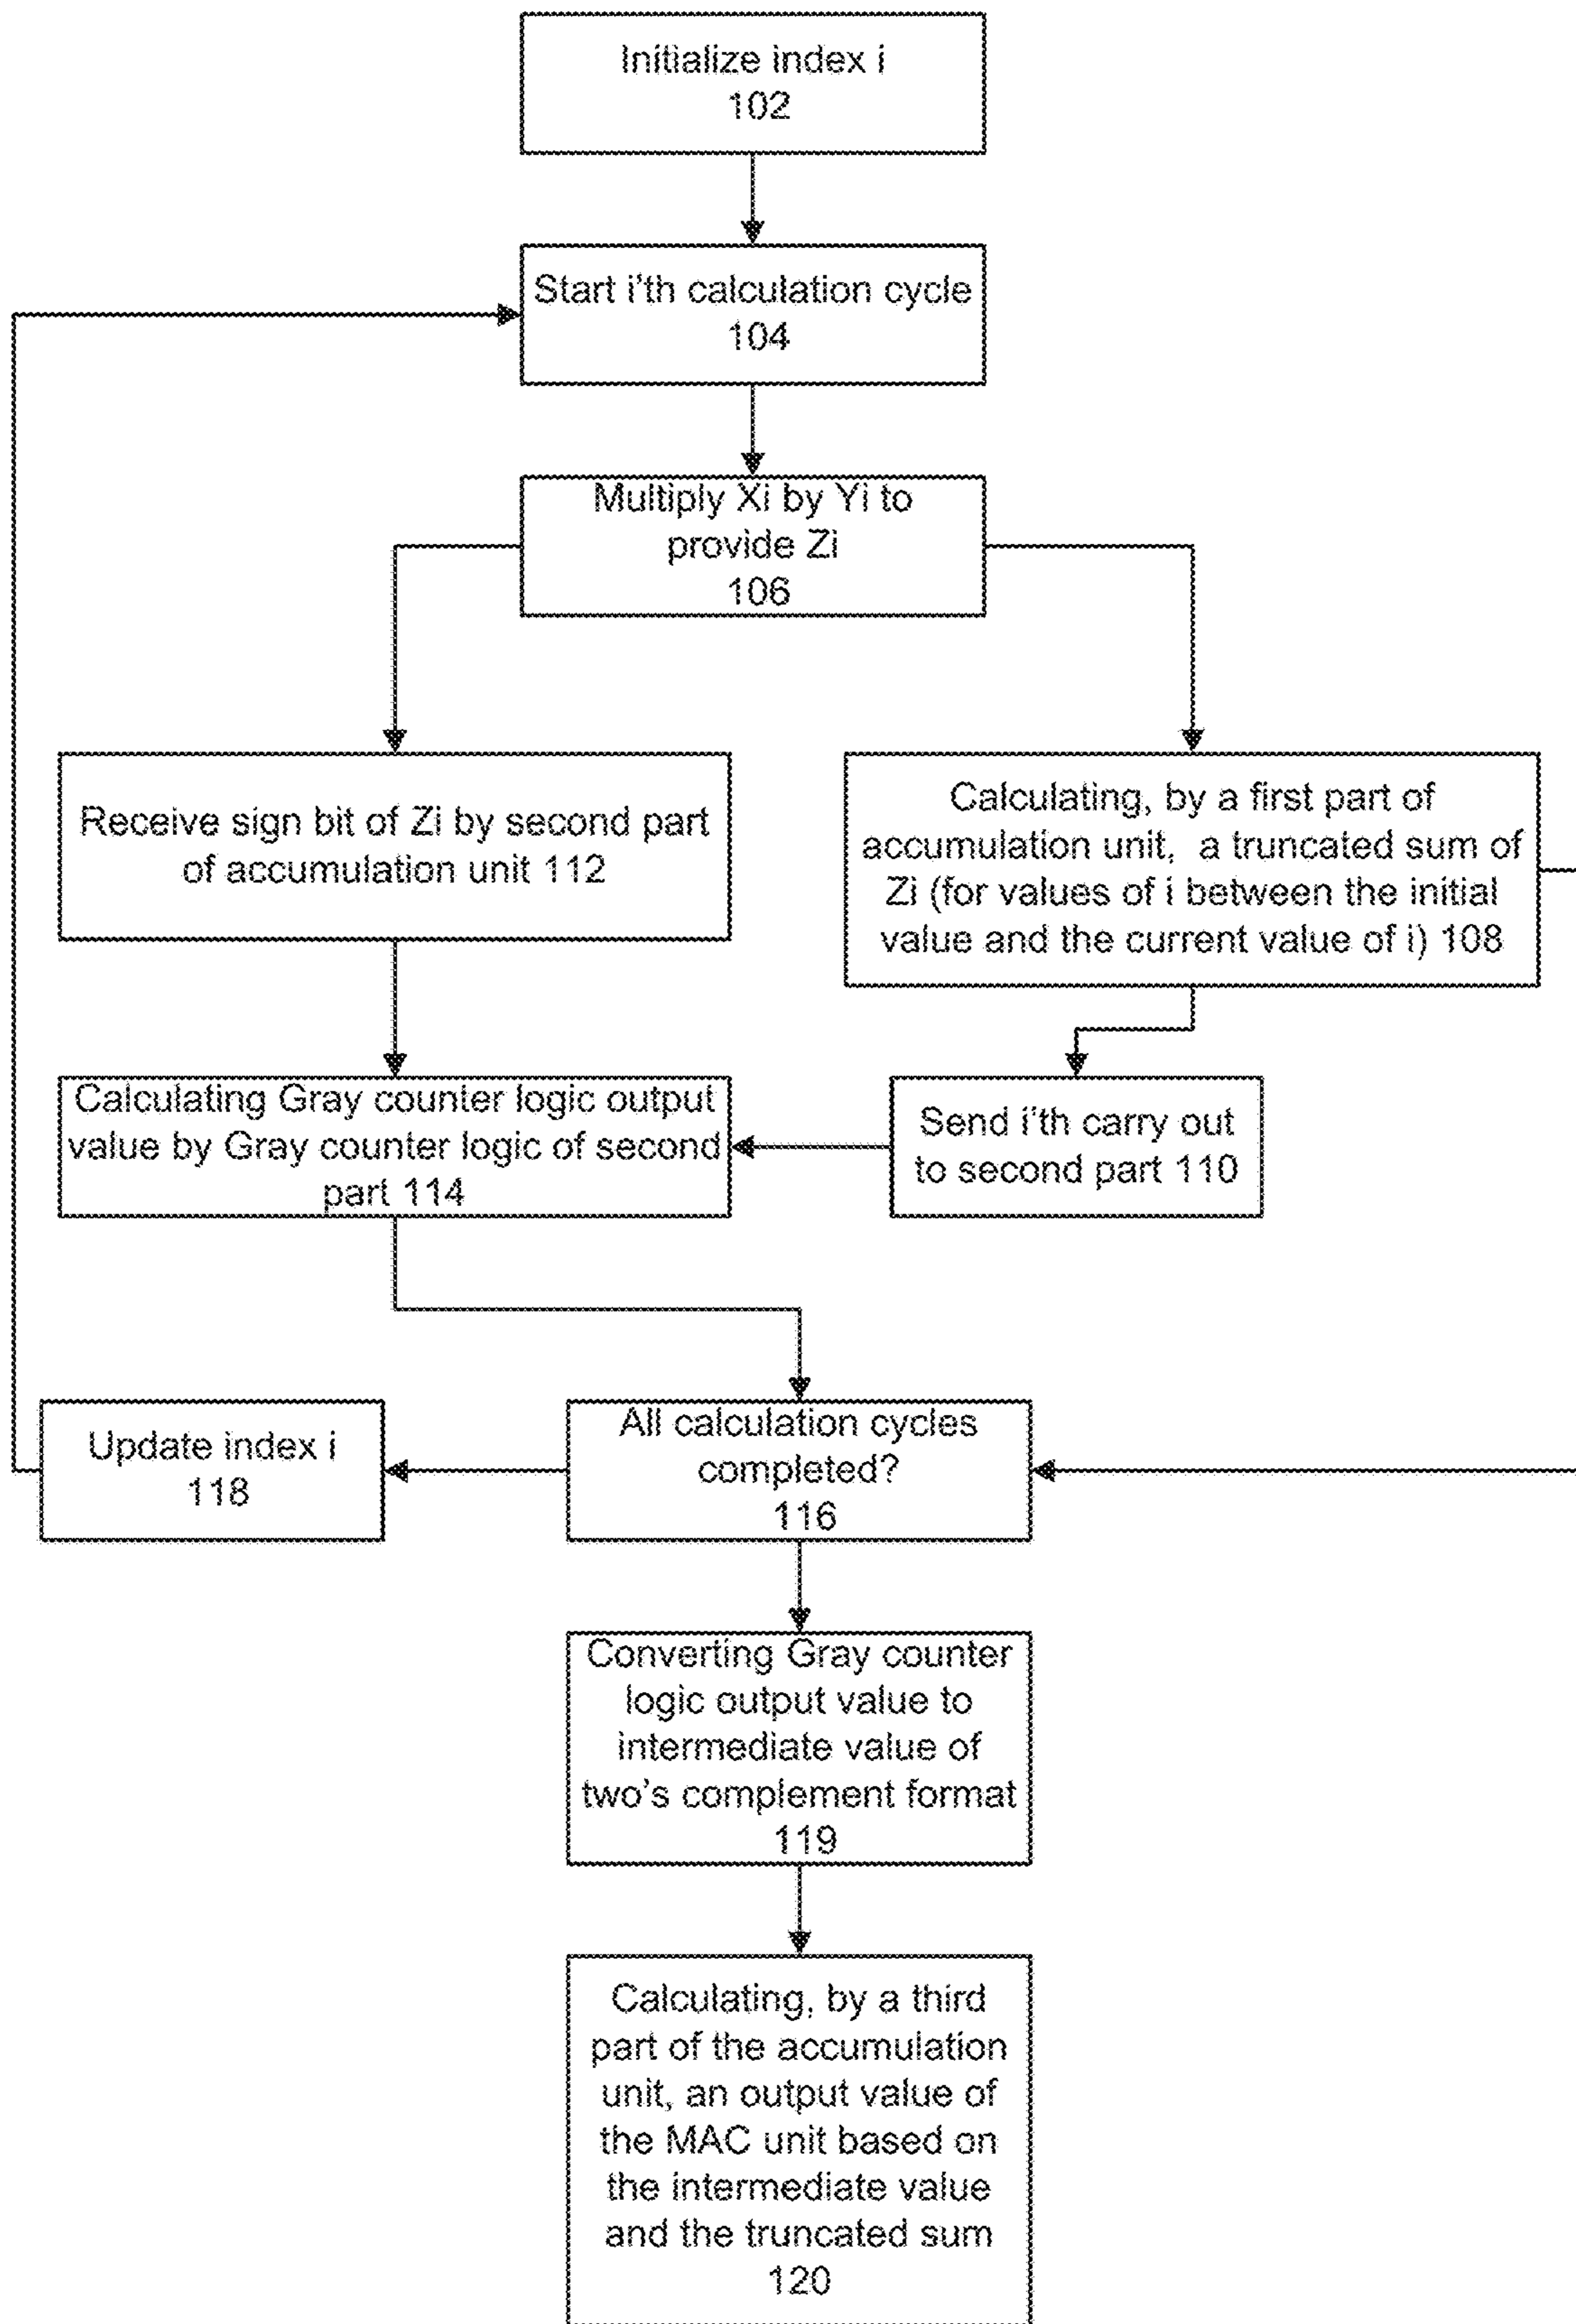 Initialize index i
102
Start i'th calculation cycle
104
Multiply Xi by Yi to
provide Zi
106
Receive sign bit of Zi by second part
of accumulation unit 112
Calculating, by a first part of
accumulation unit, a truncated sum of
Zi (for values of i between the initial
value and the current value of i) 108
Calculating Gray counter logic output
value by Gray counter logic of second
part 114
Send i'th carry out
to second part 110
Update index i
118
All calculation cycles
completed?
116
Converting Gray counter
logic output value to
intermediate value of
two's complement format
119
Calculating, by a third
part of the accumulation
unit, an output value of
the MAC unit based on
the intermediate value
and the truncated sum
120